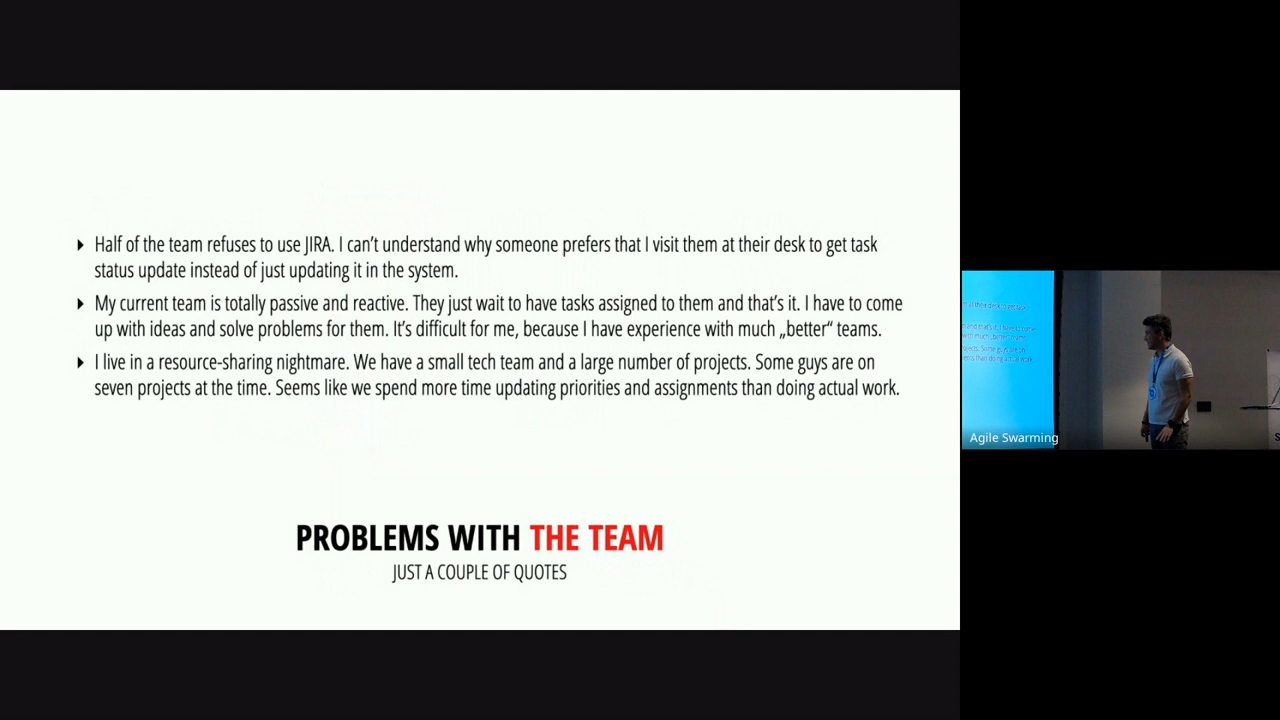 ▸ Half of the team refuses to use JIRA. I can't understand why someone prefers that I visit them at their desk to get task
status update instead of just updating it in the system.
▸ My current team is totally passive and reactive. They just wait to have tasks assigned to them and that's it. I have to come
up with ideas and solve problems for them. It's difficult for me, because I have experience with much „better“ teams.
▸ I live in a resource-sharing nightmare. We have a small tech team and a large number of projects. Some guys are on
seven projects at the time. Seems like we spend more time updating priorities and assignments than doing actual work.
PROBLEMS WITH THE TEAM
JUST A COUPLE OF QUOTES
Agile Swarming